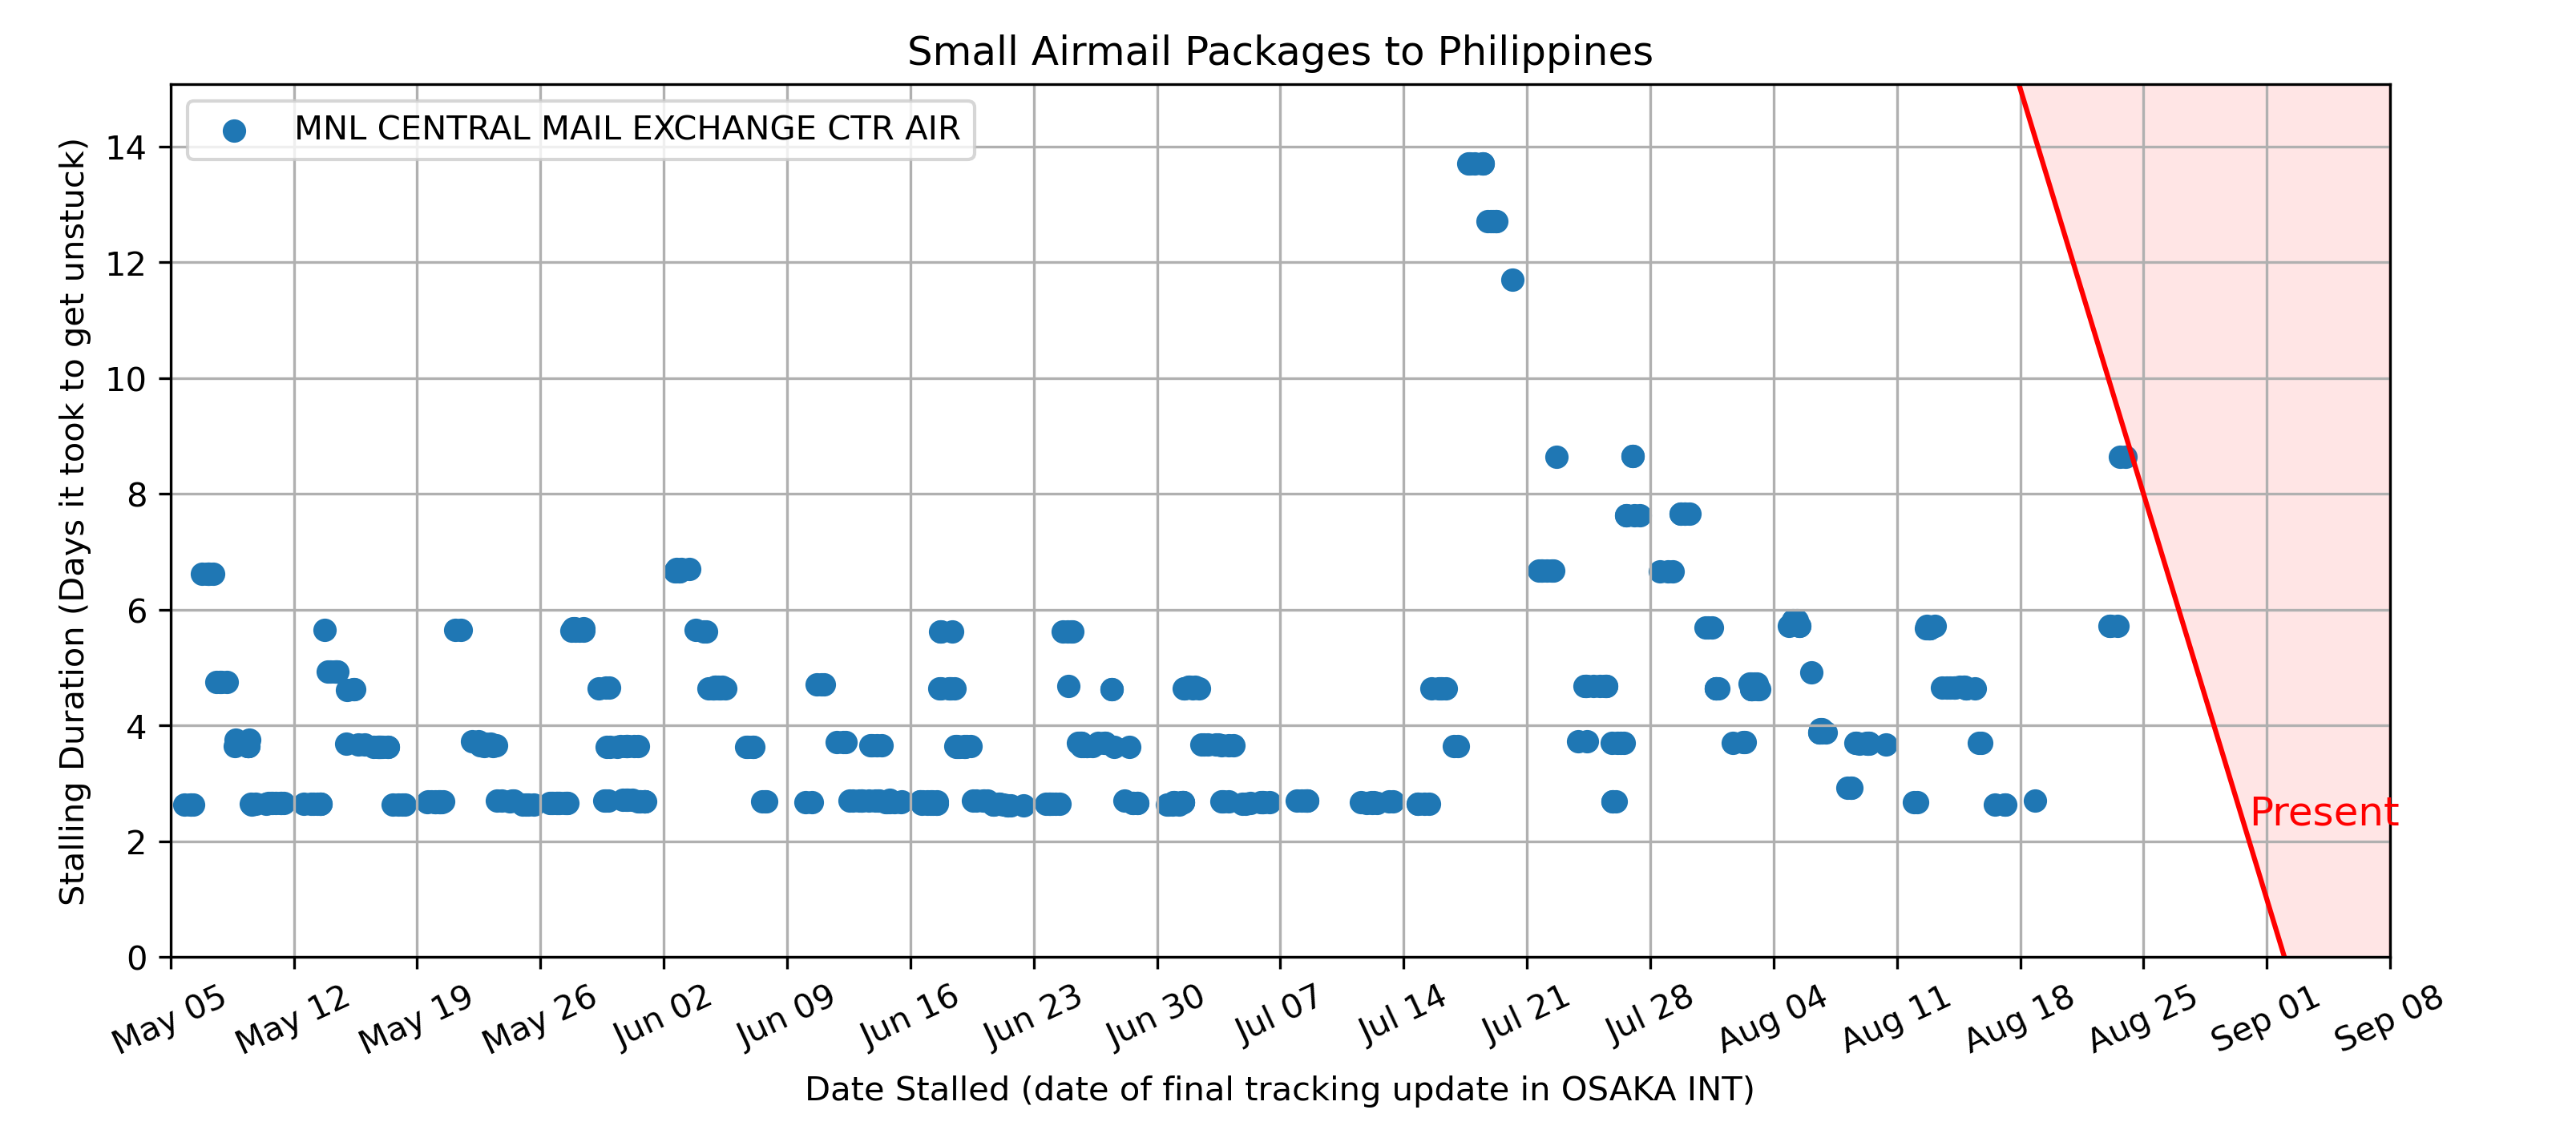 Small Airmail Packages to Philippines
MNL CENTRAL MAIL EXCHANGE CTR AIR
Stalling Duration (Days it took to get unstuck)
14
12
10
8
6
4
2
0
Present
May 05
May 12
May 19
May 26
Jun 02
Jun 09
Jun 16
Jun 23
Jun 30
Jul 07
Jul 14
Jul 21
Jul 28
Aug 04
Aug 11
Aug 18
Aug 25
Sep 01
Sep 08
Date Stalled (date of final tracking update in OSAKA INT)